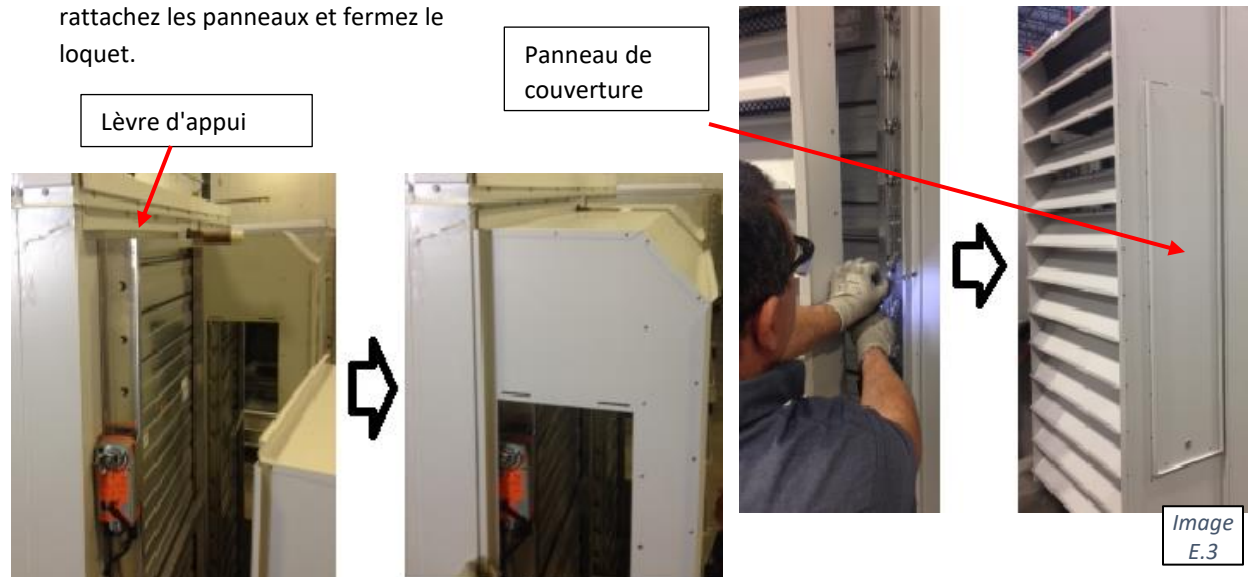 rattachez les panneaux et fermez le
loquet.
Lèvre d'appui
Panneau de
couverture
Image
E.3